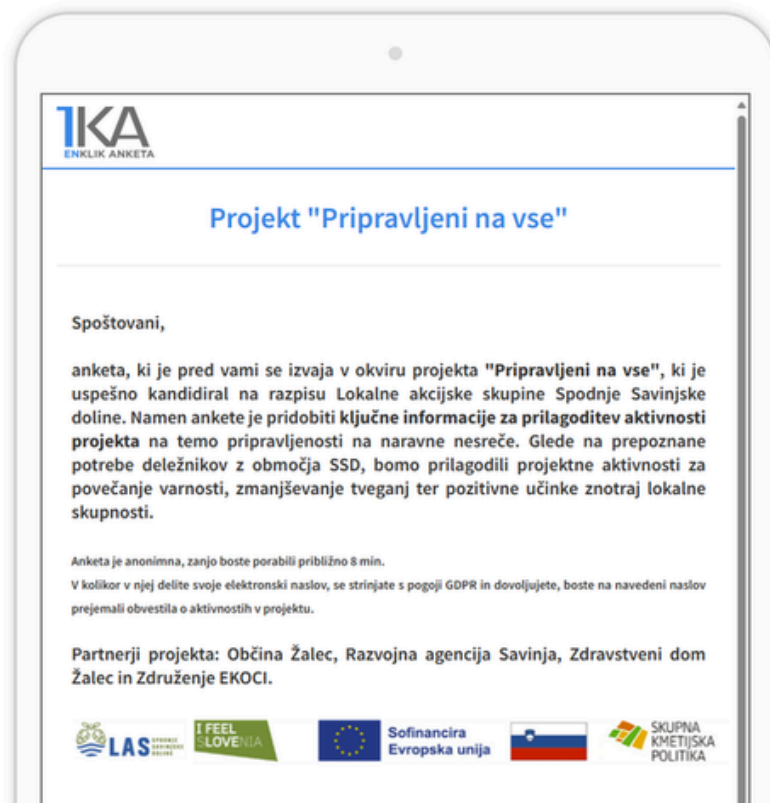 1KA
ENKLIK ANKETA
Projekt "Pripravljeni na vse"
Spoštovani,
anketa, ki je pred vami se izvaja v okviru projekta "Pripravljeni na vse", ki je
uspešno kandidiral na razpisu Lokalne akcijske skupine Spodnje Savinjske
doline. Namen ankete je pridobiti ključne informacije za prilagoditev aktivnosti
projekta na temo pripravljenosti na naravne nesreče. Glede na prepoznane
potrebe deležnikov z območja SSD, bomo prilagodili projektne aktivnosti za
povečanje varnosti, zmanjševanje tveganj ter pozitivne učinke znotraj lokalne
skupnosti.
Anketa je anonimna, zanjo boste porabili približno 8 min.
V kolikor v njej delite svoje elektronski naslov, se strinjate s pogoji GDPR in dovoljujete, boste na navedeni naslov
prejemali obvestila o aktivnostih v projektu.
Partnerji projekta: Občina Žalec, Razvojna agencija Savinja, Zdravstveni dom
Žalec in Združenje EKOCI.
LAS SPODNJE SAVINJSKE DOLINE
I FEEL
SLOVENIA
Sofinancira
Evropska unija
SKUPNA
KMETIJSKA
POLITIKA